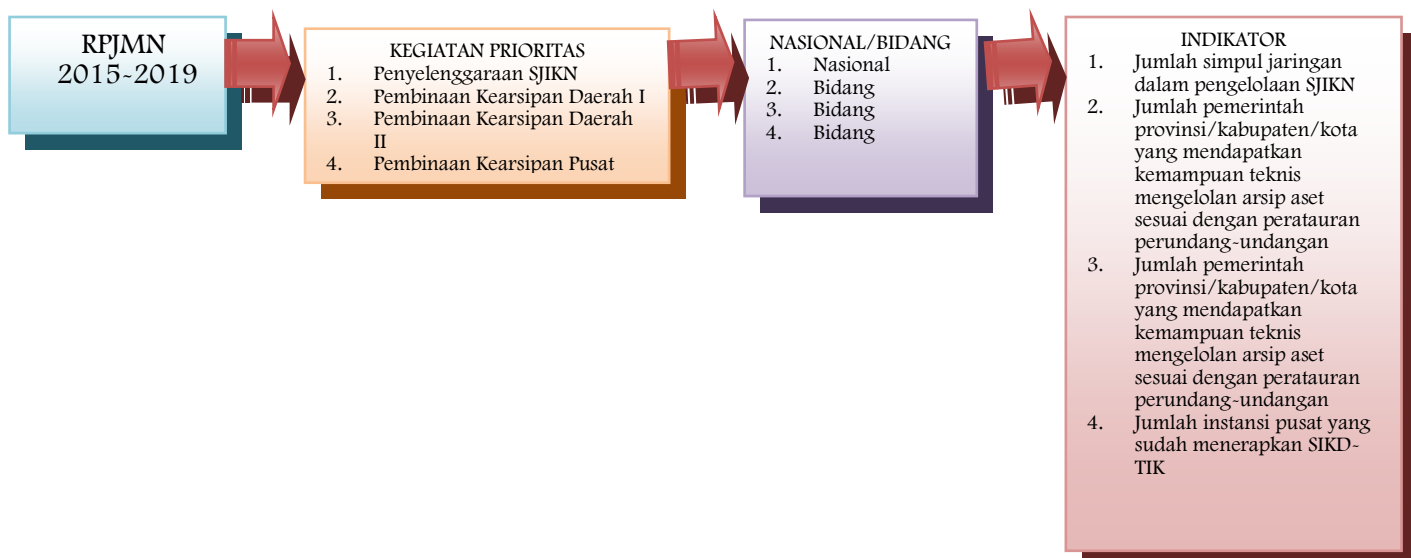 RPJMN
2015-2019
KEGIATAN PRIORITAS
1. Penyelenggaraan SJIKN
2. Pembinaan Kearsipan Daerah I
3. Pembinaan Kearsipan Daerah
II
4. Pembinaan Kearsipan Pusat
NASIONAL/BIDANG
1. Nasional
2. Bidang
3. Bidang
4. Bidang
INDIKATOR
1. Jumlah simpul jaringan
dalam pengelolaan SJIKN
2. Jumlah pemerintah
provinsi/kabupaten/kota
yang mendapatkan
kemampuan teknis
mengelolan arsip aset
sesuai dengan peratauran
perundang-undangan
3. Jumlah pemerintah
provinsi/kabupaten/kota
yang mendapatkan
kemampuan teknis
mengelolan arsip aset
sesuai dengan peratauran
perundang-undangan
4. Jumlah instansi pusat yang
sudah menerapkan SIKD-
TIK